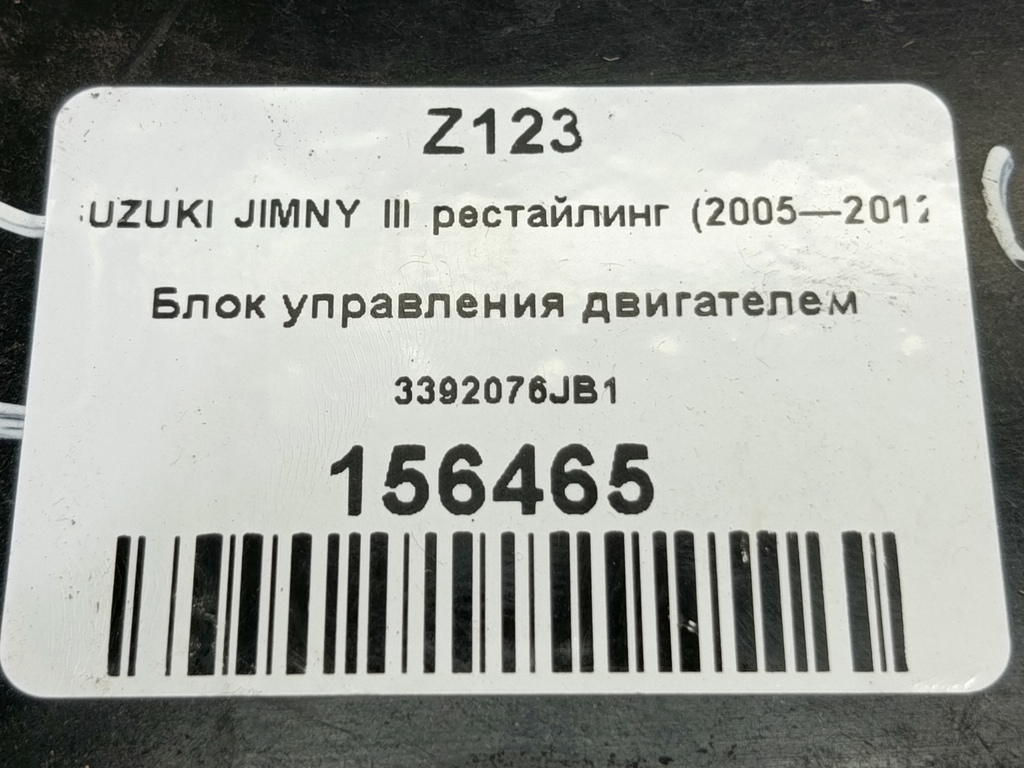 Z123
UZUKI JIMNY III рестайлинг (2005—2012
Блок управления двигателем
3392076JB1
156465